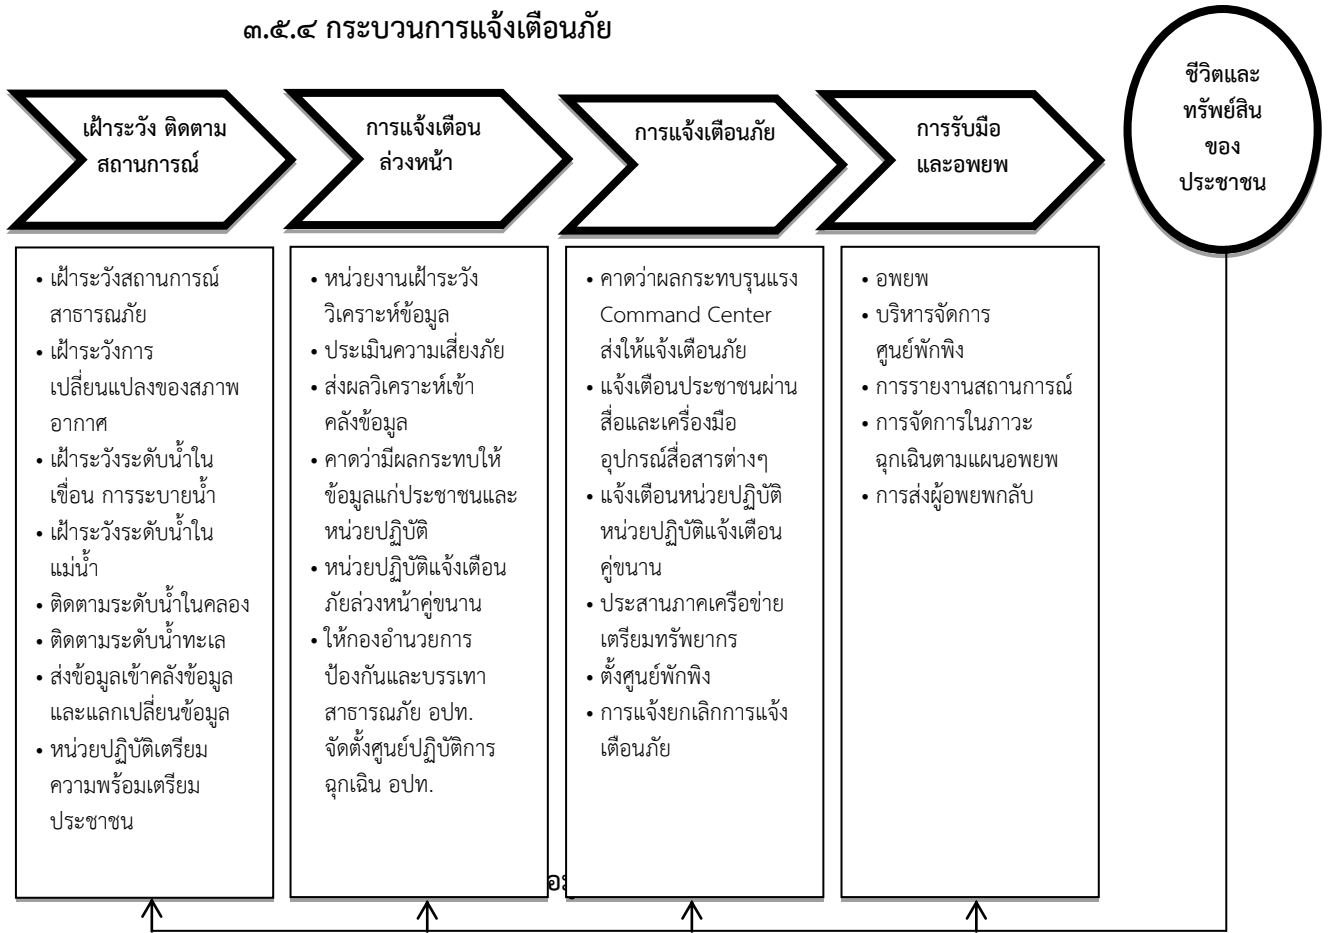 ๓.๕.๔ กระบวนการแจ้งเตือนภัย
เฝ้าระวัง ติดตาม
สถานการณ์
การแจ้งเตือน
ล่วงหน้า
การแจ้งเตือนภัย
การรับมือ
และอพยพ
ชีวิตและ
ทรัพย์สิน
ของ
ประชาชน
• เฝ้าระวังสถานการณ์
สาธารณภัย
• เฝ้าระวังการ
เปลี่ยนแปลงของสภาพ
อากาศ
• เฝ้าระวังระดับน้ำใน
เขื่อน การระบายน้ำ
• เฝ้าระวังระดับน้ำใน
แม่น้ำ
• ติดตามระดับน้ำในคลอง
• ติดตามระดับน้ำทะเล
• ส่งข้อมูลเข้าคลังข้อมูล
และแลกเปลี่ยนข้อมูล
• หน่วยปฏิบัติเตรียม
ความพร้อมเตรียม
ประชาชน
• หน่วยงานเฝ้าระวัง
วิเคราะห์ข้อมูล
• ประเมินความเสี่ยงภัย
• ส่งผลวิเคราะห์เข้า
คลังข้อมูล
• คาดว่ามีผลกระทบให้
ข้อมูลแก่ประชาชนและ
หน่วยปฏิบัติ
• หน่วยปฏิบัติแจ้งเตือน
ภัยล่วงหน้าคู่ขนาน
• ให้กองอำนวยการ
ป้องกันและบรรเทา
สาธารณภัย อปท.
จัดตั้งศูนย์ปฏิบัติการ
ฉุกเฉิน อปท.
• คาดว่าผลกระทบรุนแรง
Command Center
ส่งให้แจ้งเตือนภัย
• แจ้งเตือนประชาชนผ่าน
สื่อและเครื่องมือ
อุปกรณ์สื่อสารต่างๆ
• แจ้งเตือนหน่วยปฏิบัติ
หน่วยปฏิบัติแจ้งเตือน
คู่ขนาน
• ประสานภาคเครือข่าย
เตรียมทรัพยากร
• ตั้งศูนย์พักพิง
• การแจ้งยกเลิกการแจ้ง
เตือนภัย
• อพยพ
• บริหารจัดการ
ศูนย์พักพิง
• การรายงานสถานการณ์
• การจัดการในภาวะ
ฉุกเฉินตามแผนอพยพ
• การส่งผู้อพยพกลับ